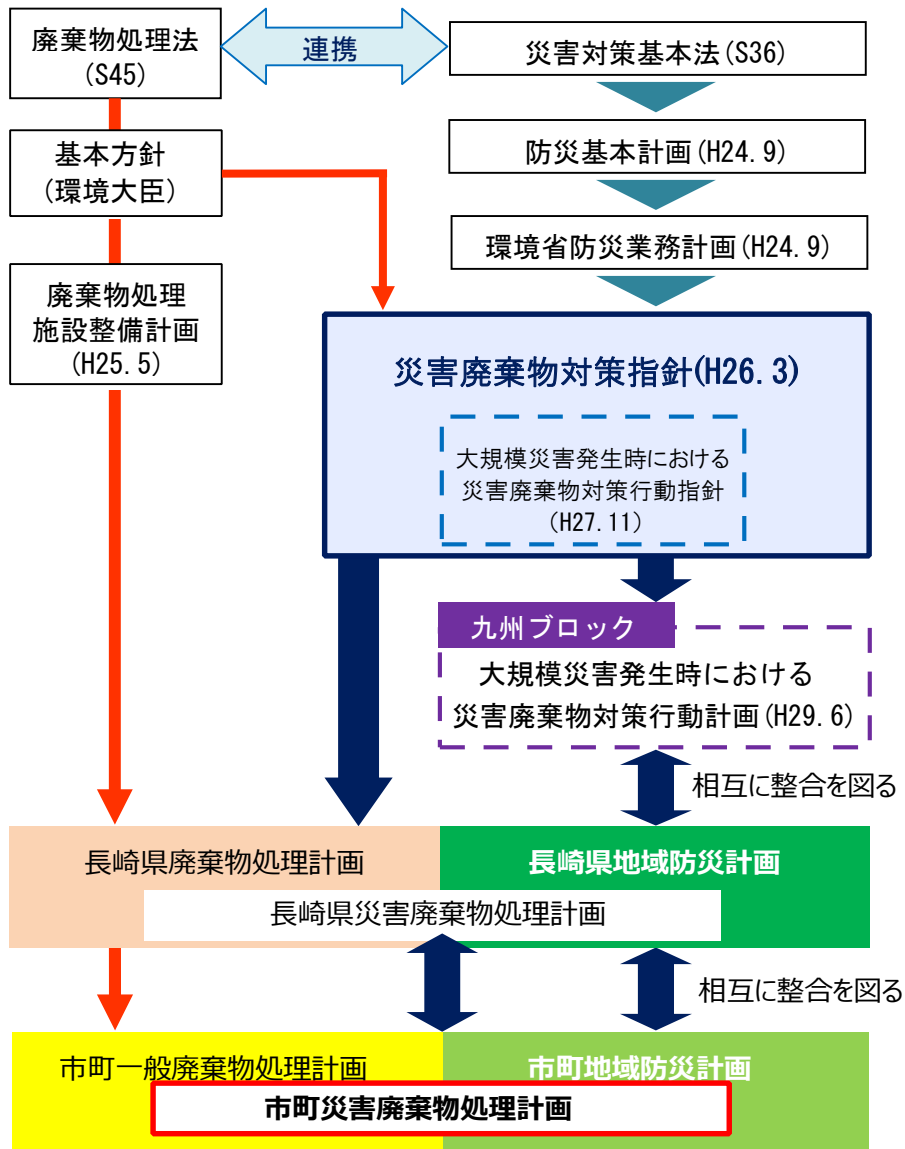 廃棄物処理法
(S45)
連携
災害対策基本法(S36)
基本方針
(環境大臣)
防災基本計画(H24.9)
環境省防災業務計画(H24.9)
廃棄物処理
施設整備計画
(H25.5)
災害廃棄物対策指針(H26.3)
大規模災害発生時における
災害廃棄物対策行動指針
(H27.11)
九州ブロック
大規模災害発生時における
災害廃棄物対策行動計画(H29.6)
相互に整合を図る
長崎県廃棄物処理計画
長崎県地域防災計画
長崎県災害廃棄物処理計画
相互に整合を図る
市町一般廃棄物処理計画
市町地域防災計画
市町災害廃棄物処理計画